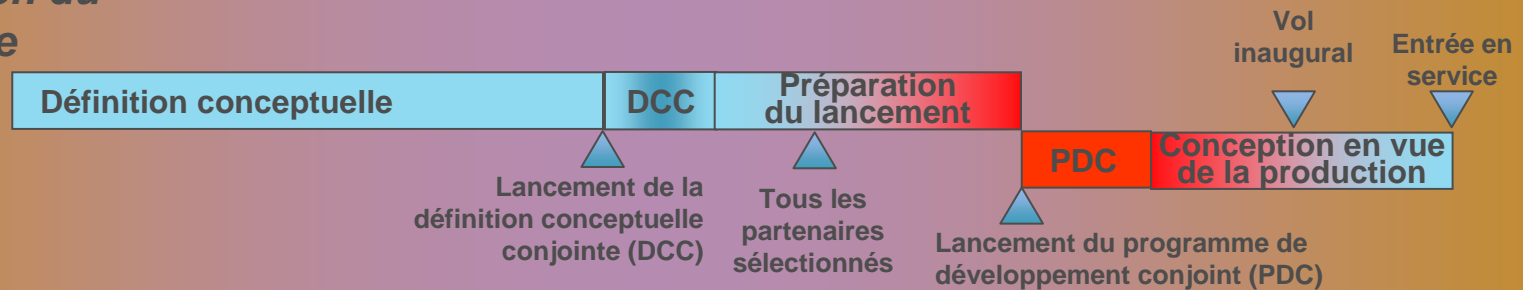 Vol
inaugural
Entrée en
service
Définition conceptuelle
DCC
Préparation
du lancement
PDC
Conception en vue
de la production
Lancement de la
définition conceptuelle
conjointe (DCC)
Tous les
partenaires
sélectionnés
Lancement du programme de
développement conjoint (PDC)